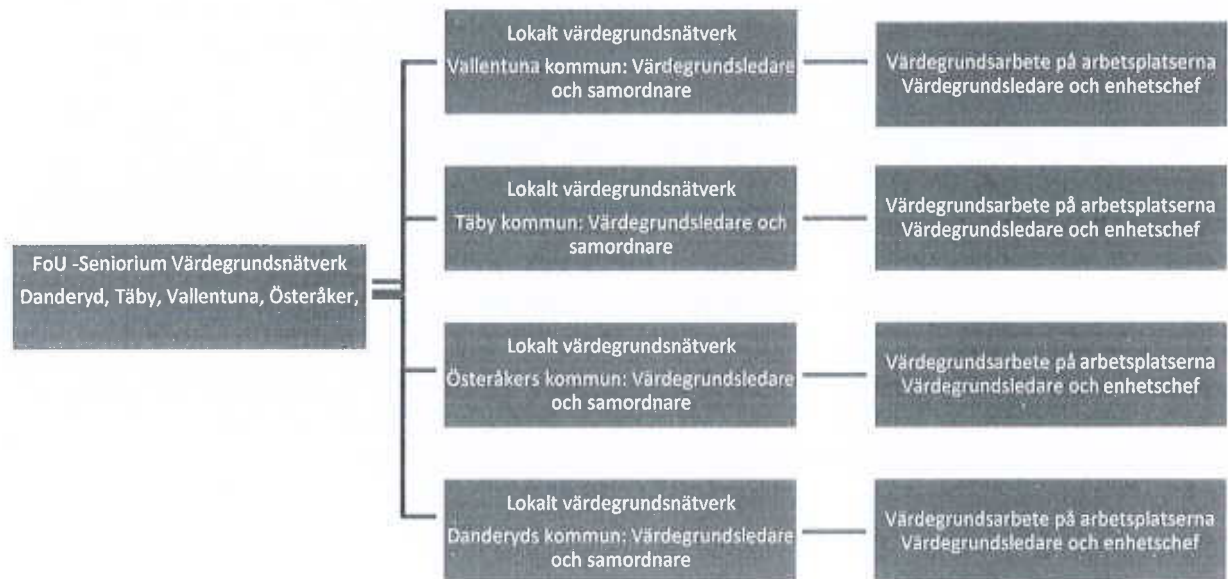 FoU -Seniorium Värdegrundsnätverk
Danderyd, Täby, Vallentuna, Österåker,
Lokalt värdegrundsnätverk
Vallentuna kommun: Värdegrundsledare
och samordnare
Värdegrundsarbete på arbetsplatserna
Värdegrundsledare och enhetschef
Lokalt värdegrundsnätverk
Täby kommun: Värdegrundsledare och
samordnare
Värdegrundsarbete på arbetsplatserna
Värdegrundsledare och enhetschef
Lokalt värdegrundsnätverk
Österåkers kommun: Värdegrundsledare
och samordnare
Värdegrundsarbete på arbetsplatserna
Värdegrundsledare och enhetschef
Lokalt värdegrundsnätverk
Danderyds kommun: Värdegrundsledare
och samordnare
Värdegrundsarbete på arbetsplatserna
Värdegrundsledare och enhetschef